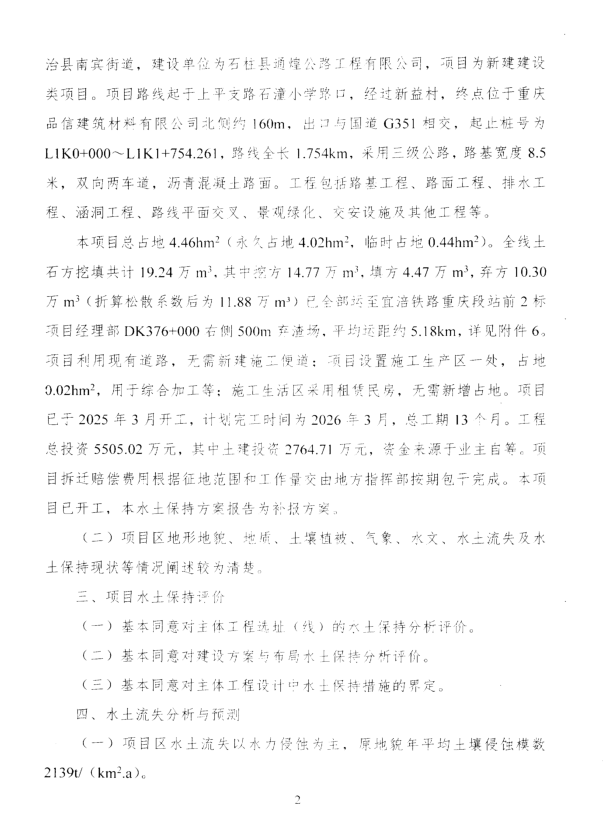 治县南宾街道，建设单位为石柱县通煌公路工程有限公司，项目为新建建设
类项目。项目路线起于上平支路石潼小学路口，经过新益村，终点位于重庆
品信建筑材料有限公司北侧约 160m，出口与国道 G351 相交，起止桩号为
L1K0+000～L1K1+754.261，路线全长 1.754km，采用三级公路，路基宽度 8.5
米，双向两车道，沥青混凝土路面。工程包括路基工程、路面工程、排水工
程、涵洞工程、路线平面交叉、景观绿化、交安设施及其他工程等。
本项目总占地 4.46hm²（永久占地 4.02hm²，临时占地 0.44hm²）。全线土
石方挖填共计 19.24 万 m³，其中挖方 14.77 万 m³，填方 4.47 万 m³，弃方 10.30
万 m³（折算松散系数后为 11.88 万 m³）已全部运至宜涪铁路重庆段站前 2 标
项目经理部 DK376+000 右侧 500m 弃渣场，平均运距约 5.18km，详见附件 6。
项目利用现有道路，无需新建施工便道；项目设置施工生产区一处，占地
0.02hm²，用于综合加工等；施工生活区采用租赁民房，无需新增占地。项目
已于 2025 年 3 月开工，计划完工时间为 2026 年 3 月，总工期 13 个月。工程
总投资 5505.02 万元，其中土建投资 2764.71 万元，资金来源于业主自筹。项
目拆迁赔偿费用根据征地范围和工作量交由地方指挥部按期包干完成。本项
目已开工，本水土保持方案报告为补报方案。
（二）项目区地形地貌、地质、土壤植被、气象、水文、水土流失及水
土保持现状等情况阐述较为清楚。
三、项目水土保持评价
（一）基本同意对主体工程选址（线）的水土保持分析评价。
（二）基本同意对建设方案与布局水土保持分析评价。
（三）基本同意对主体工程设计中水土保持措施的界定。
四、水土流失分析与预测
（一）项目区水土流失以水力侵蚀为主，原地貌年平均土壤侵蚀模数
2139t/（km².a）。
2